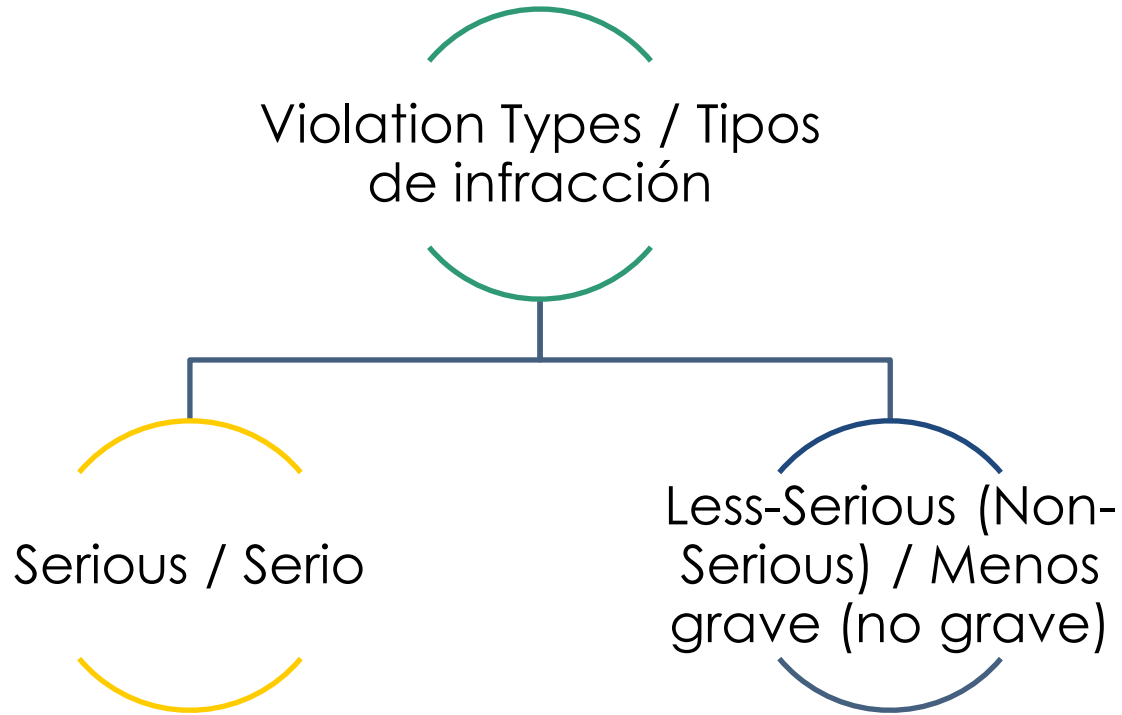 Violation Types / Tipos
de infracción
Serious / Serio
Less-Serious (Non-
Serious) / Menos
grave (no grave)